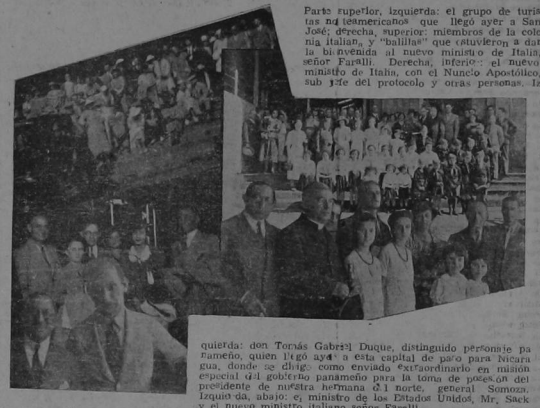 Parte superior, izquierda: el grupo de turis
tas norteamericanos que llegó ayer a San
José; derecha, superior: miembros de la colo
nia italiana, y "balillas" que estuvieron a dar
la bienvenida al nuevo ministro de Italia,
señor Faralli. Derecha, inferior: el nuevo
ministro de Italia, con el Nuncio Apostólico,
sub jefe del protocolo y otras personas. Iz
quierda: don Tomás Gabriel Duque, distinguido personaje pa
nameño, quien llegó ayer a esta capital de paso para Nicara
gua, donde se dirige como enviado extraordinario en misión
especial del gobierno panameño para la toma de posesión del
presidente de nuestra hermana del norte, general Somoza.
Izquierda, abajo: el ministro de los Estados Unidos, Mr. Sack
y el nuevo ministro italiano señor Faralli